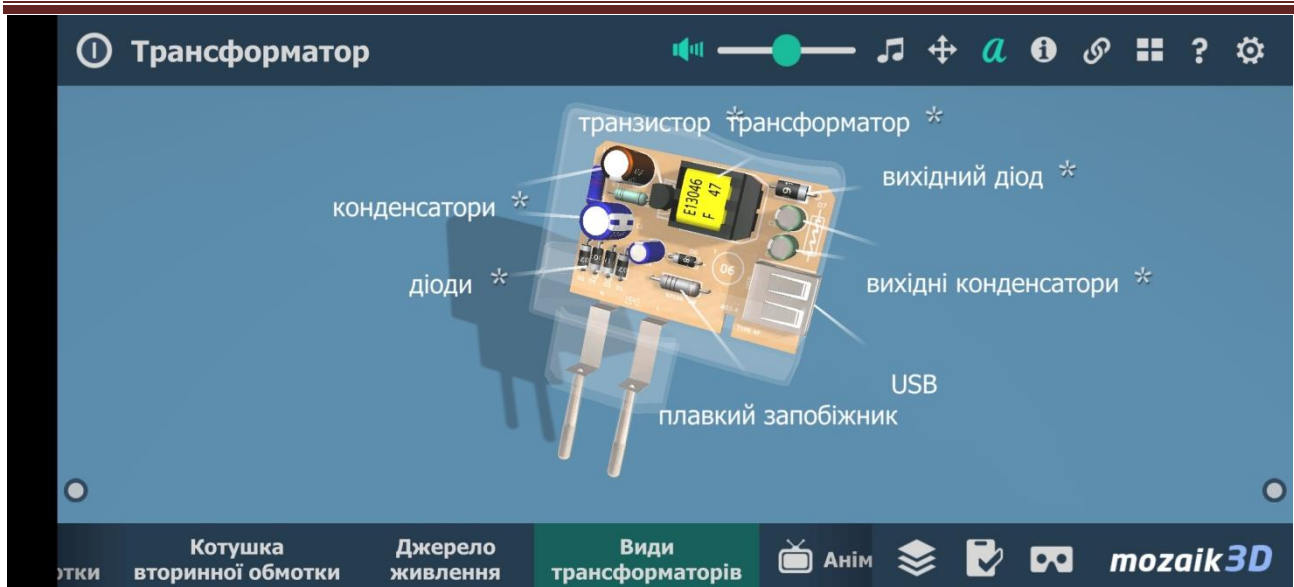 Трансформатор
транзистор * трансформатор *
вихідний діод *
E13046
F 47
конденсатори *
06
діоди *
вихідні конденсатори *
USB
плавкий запобіжник
тки
Котушка
вторинної обмотки
Джерело
живлення
Види
трансформаторів
Анім
mozaik3D